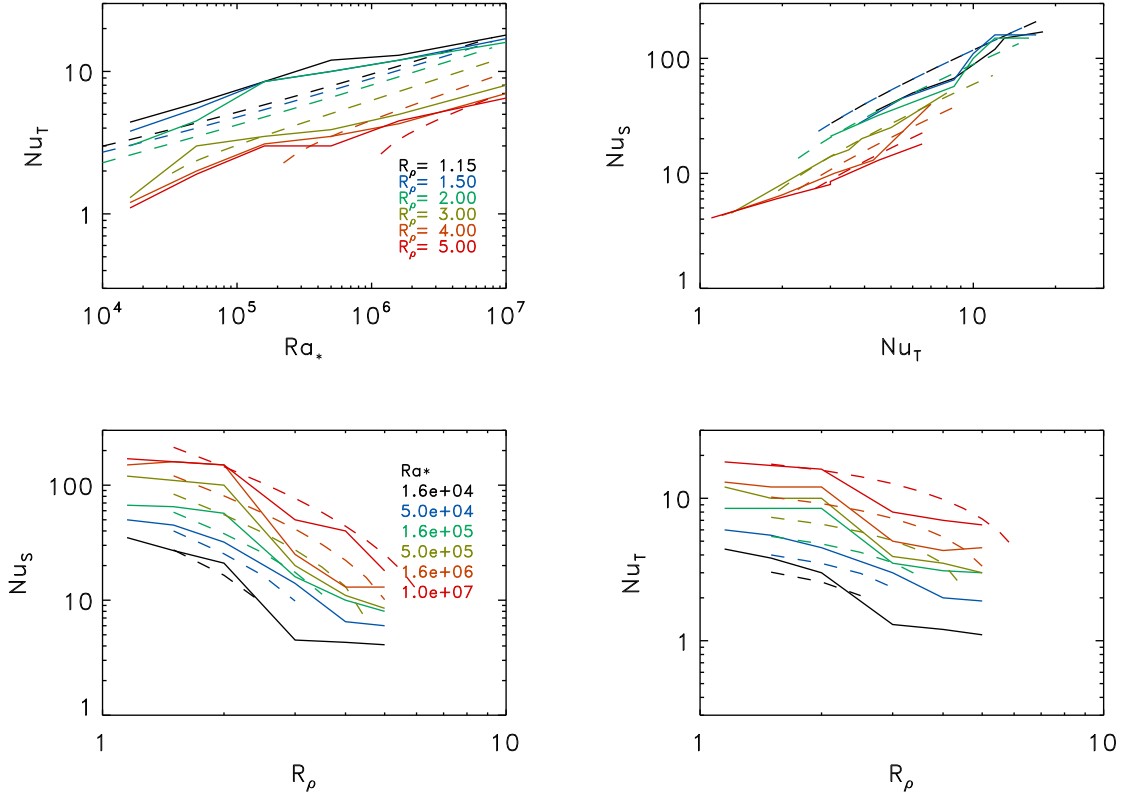 Nu_T
10
1
R_ρ= 1.15
R_ρ= 1.50
R_ρ= 2.00
R_ρ= 3.00
R_ρ= 4.00
R_ρ= 5.00
10^4 10^5 10^6 10^7
Ra_*
Nu_S
100
10
1
1 10
Nu_T
Nu_S
100
10
1
Ra*
1.6e+04
5.0e+04
1.6e+05
5.0e+05
1.6e+06
1.0e+07
1 10
R_ρ
Nu_T
10
1
1 10
R_ρ